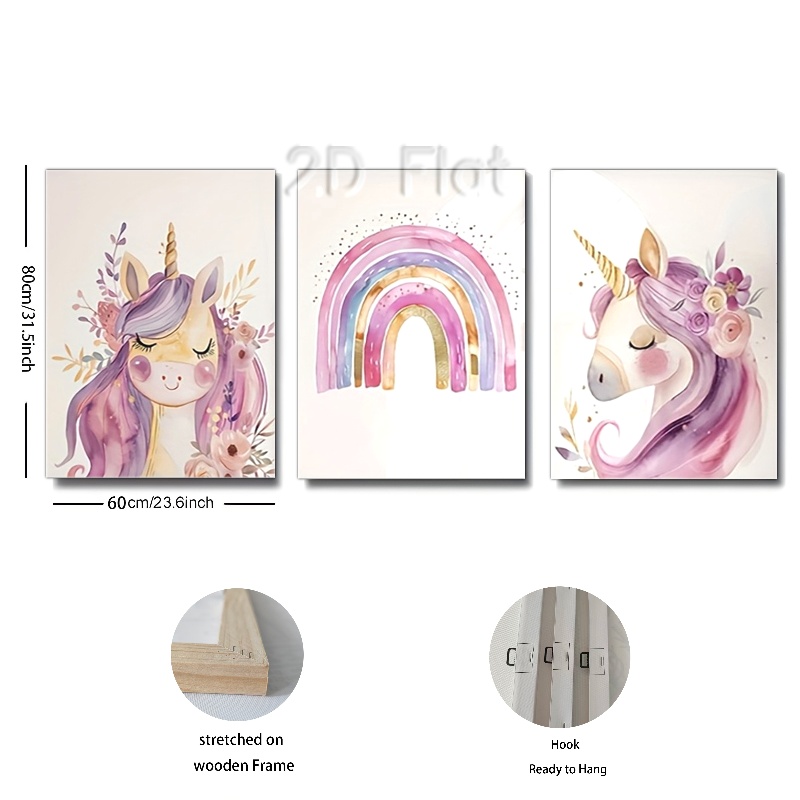 2D Flat
80cm/31.5inch
60cm/23.6inch
stretched on
wooden Frame
Hook
Ready to Hang